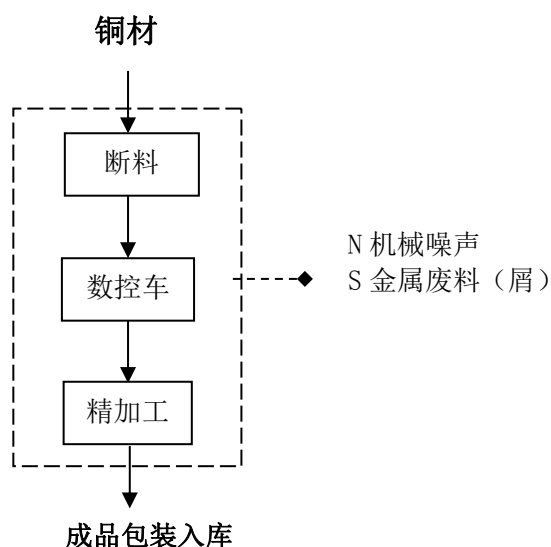 铜材
断料
数控车
精加工
N 机械噪声
S 金属废料（屑）
成品包装入库